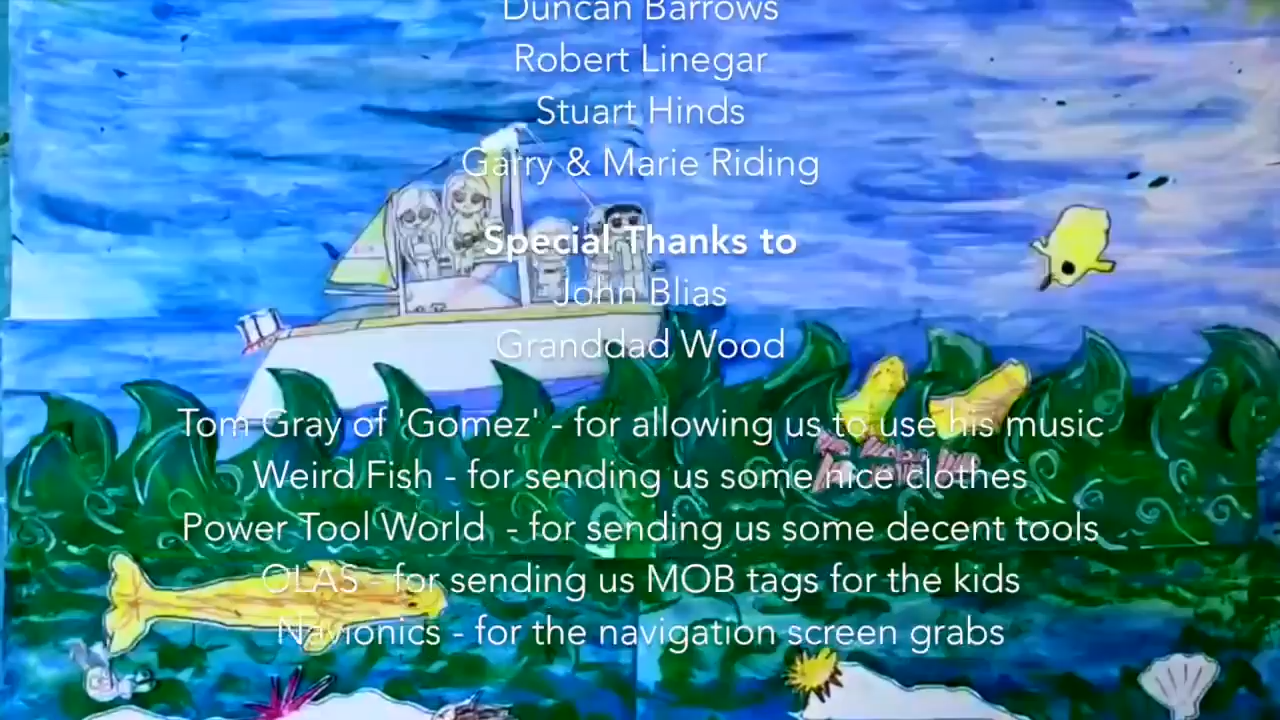 Duncan Barrows
Robert Linegar
Stuart Hinds
Garry & Marie Riding
Special Thanks to
John Blias
Granddad Wood
Tom Gray of 'Gomez' - for allowing us to use his music
Weird Fish - for sending us some nice clothes
Power Tool World - for sending us some decent tools
OLAS - for sending us MOB tags for the kids
Navionics - for the navigation screen grabs